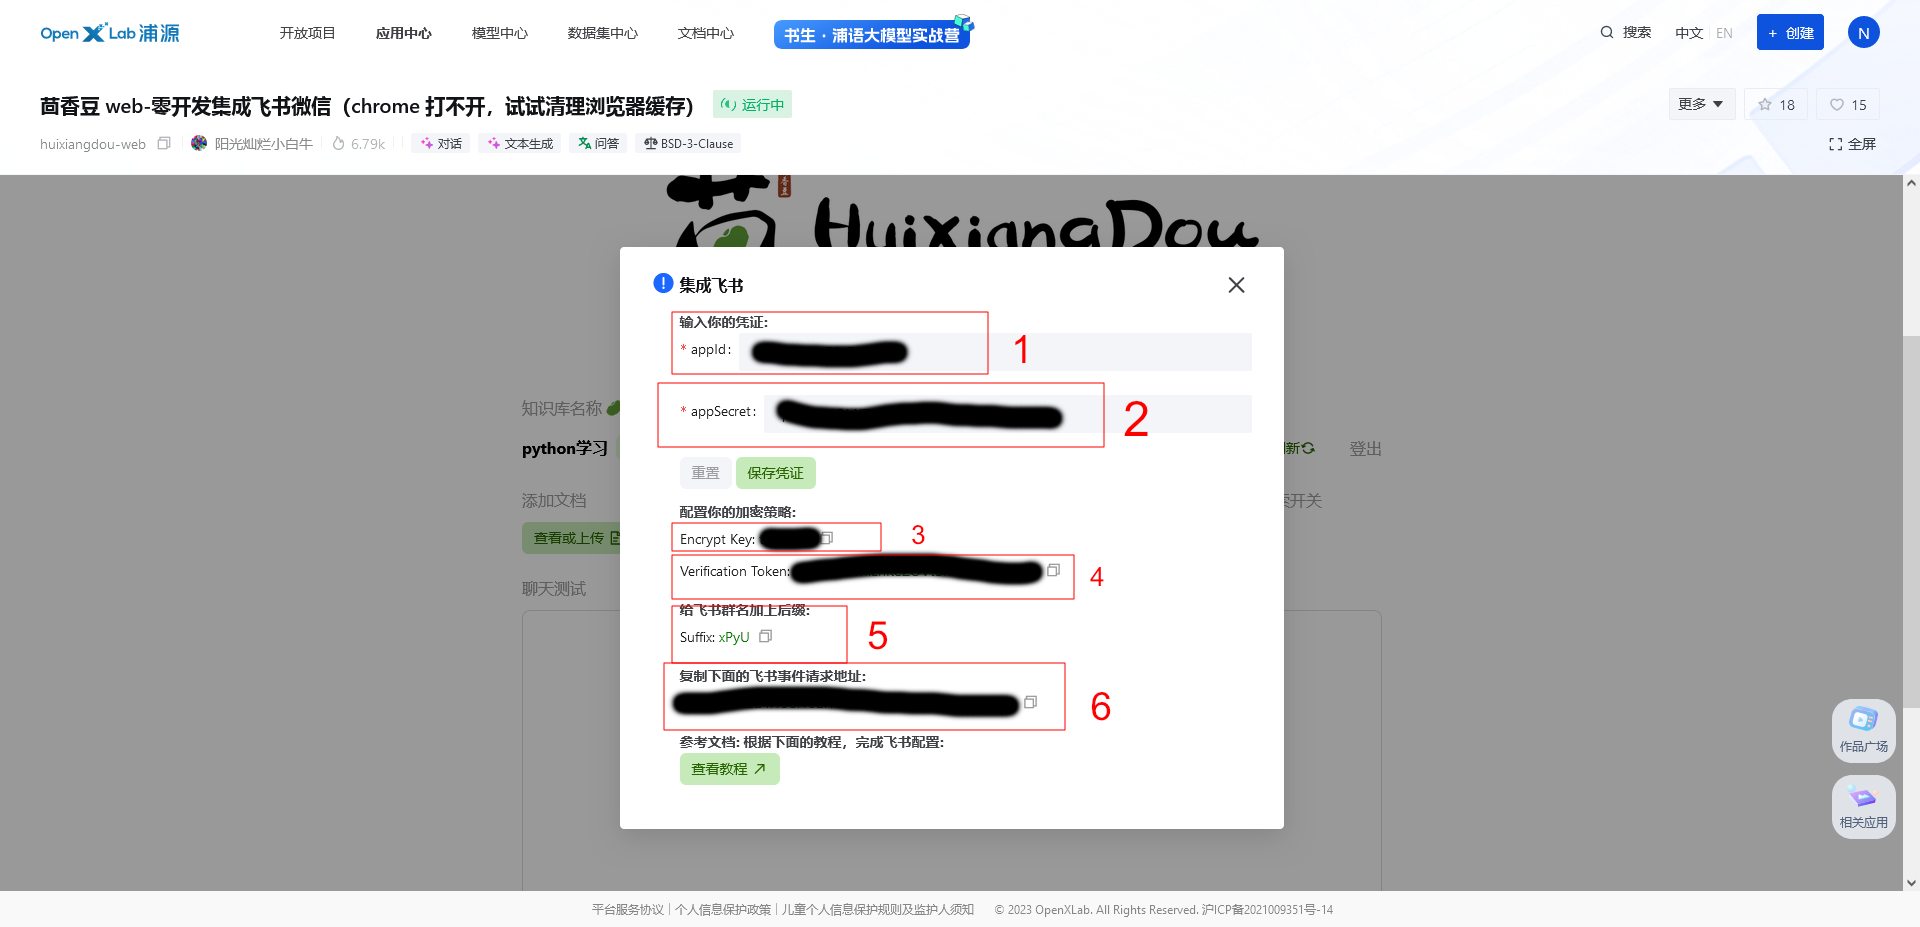 Open X Lab 浦源
开放项目 应用中心 模型中心 数据集中心 文档中心 书生·浦语大模型实战营 搜索 中文 EN + 创建 N
茴香豆 web-零开发集成飞书微信（chrome 打不开，试试清理浏览器缓存） 运行中 更多 18 15
huixiangdou-web 阳光灿烂小白牛 6.79k 对话 文本生成 问答 BSD-3-Clause 全屏
HuiXiangDou
集成飞书
输入你的凭证:
* appId: 1
* appSecret: 2
知识库名称
python学习 新 登出
重置 保存凭证
添加文档 开关
配置你的加密策略:
查看或上传
Encrypt Key: 3
Verification Token: 4
聊天测试
给飞书群名加上后缀:
Suffix: xPyU 5
复制下面的飞书事件请求地址:
6
参考文档: 根据下面的教程，完成飞书配置:
查看教程
作品广场
相关应用
平台服务协议 | 个人信息保护政策 | 儿童个人信息保护规则及监护人须知 © 2023 OpenXLab. All Rights Reserved. 沪ICP备2021009351号-14